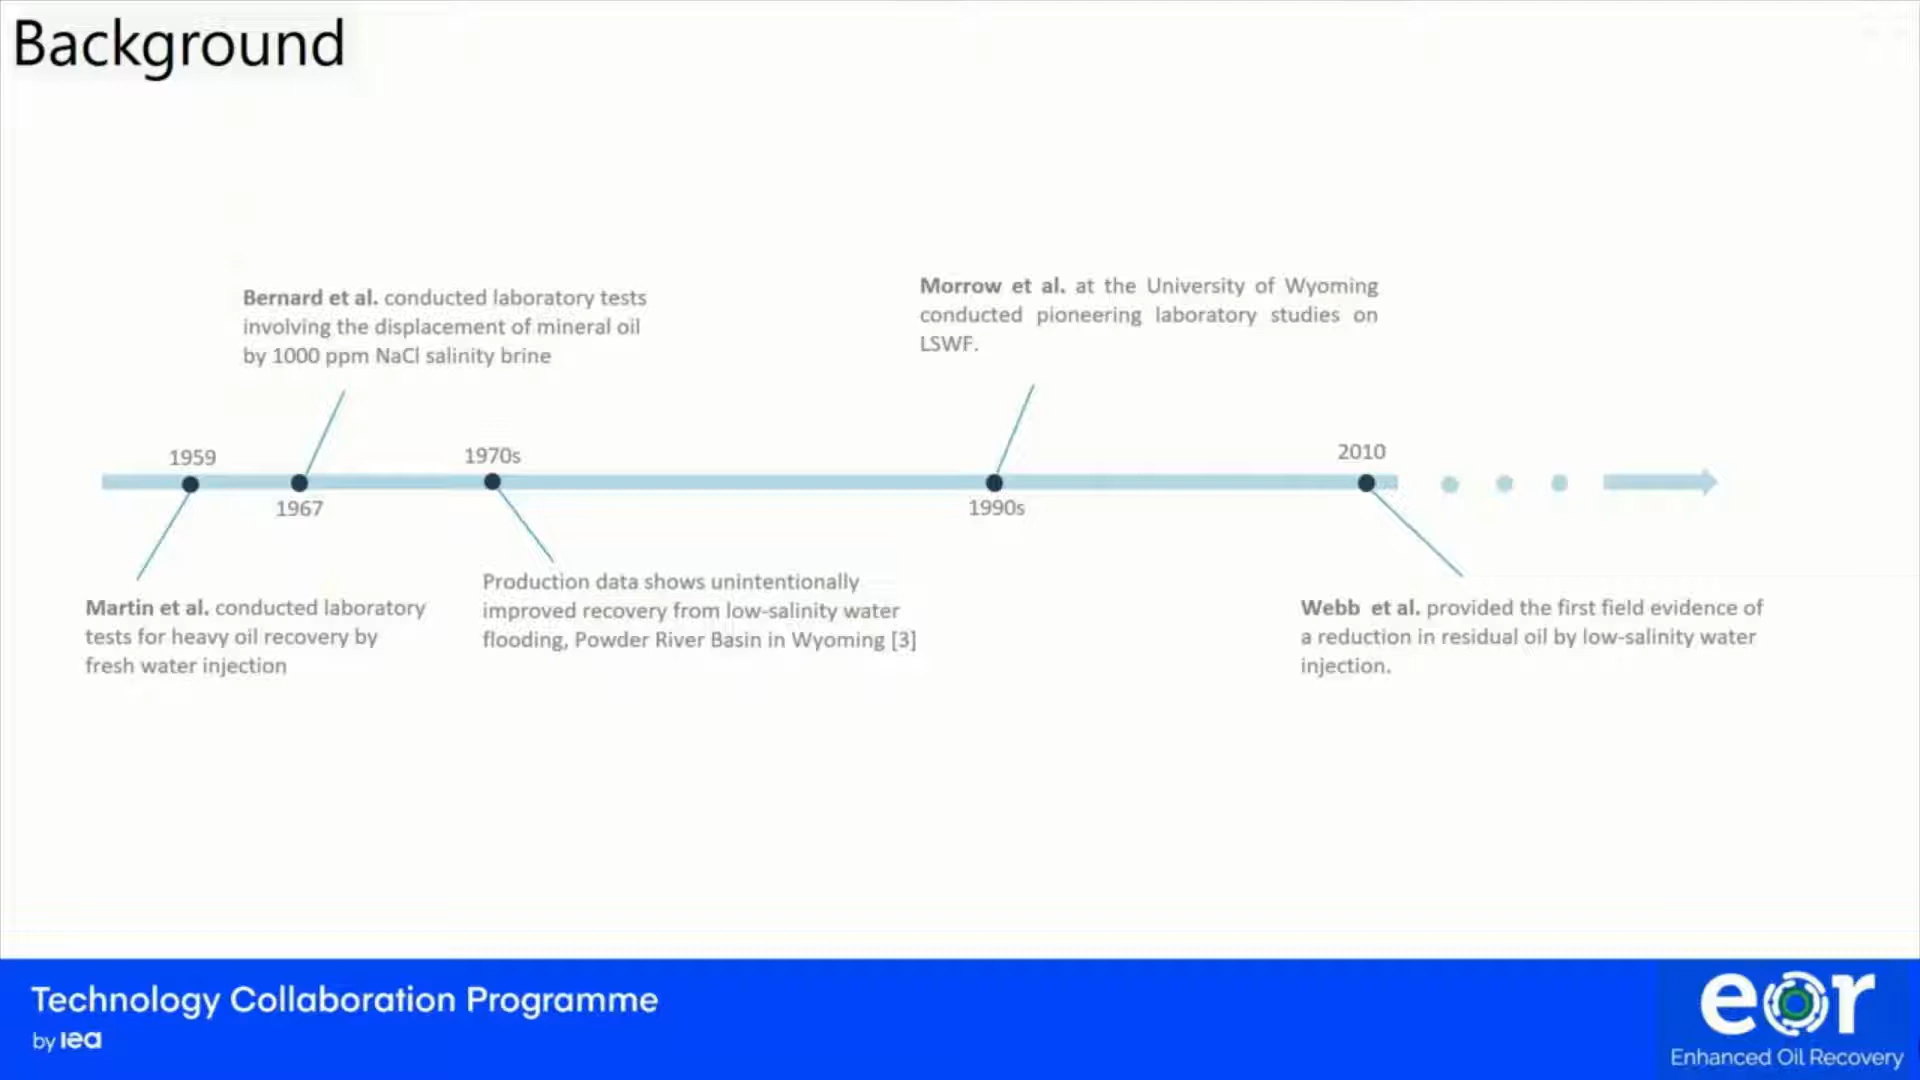 Background
Bernard et al. conducted laboratory tests
involving the displacement of mineral oil
by 1000 ppm NaCl salinity brine
Morrow et al. at the University of Wyoming
conducted pioneering laboratory studies on
LSWF.
1959
1967
1970s
1990s
2010
Martin et al. conducted laboratory
tests for heavy oil recovery by
fresh water injection
Production data shows unintentionally
improved recovery from low-salinity water
flooding, Powder River Basin in Wyoming [3]
Webb et al. provided the first field evidence of
a reduction in residual oil by low-salinity water
injection.
Technology Collaboration Programme
by iea
eor
Enhanced Oil Recovery